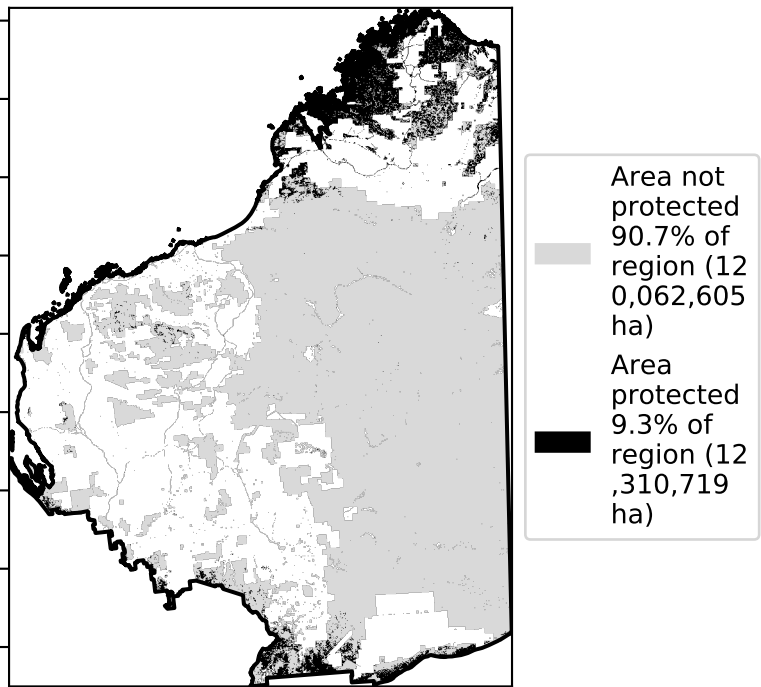 Area not
protected
90.7% of
region (12
0,062,605
ha)
Area
protected
9.3% of
region (12
,310,719
ha)